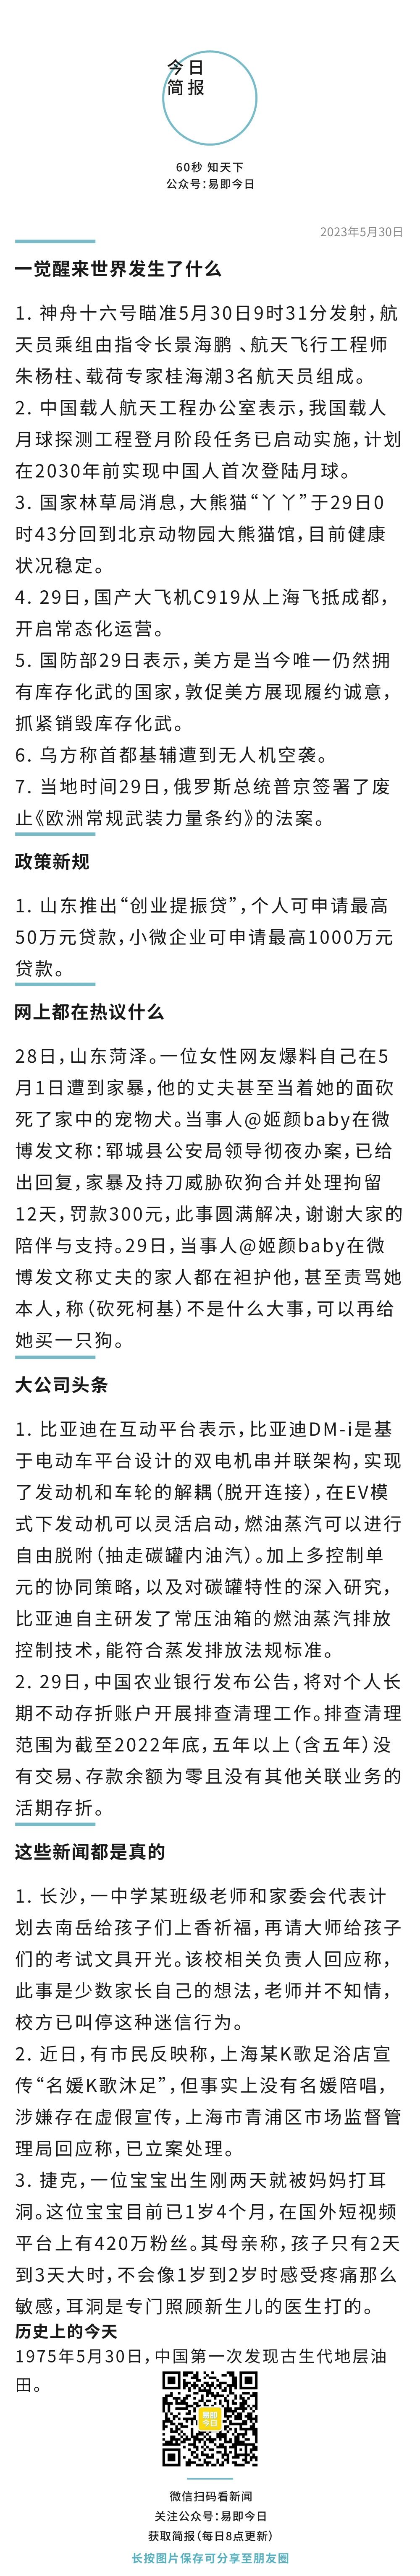 今日
简报
60秒 知天下
公众号：易即今日
2023年5月30日
一觉醒来世界发生了什么
1. 神舟十六号瞄准5月30日9时31分发射，航
天员乘组由指令长景海鹏 、航天飞行工程师
朱杨柱、载荷专家桂海潮3名航天员组成。
2. 中国载人航天工程办公室表示，我国载人
月球探测工程登月阶段任务已启动实施，计划
在2030年前实现中国人首次登陆月球。
3. 国家林草局消息，大熊猫“丫丫”于29日0
时43分回到北京动物园大熊猫馆，目前健康
状况稳定。
4. 29日，国产大飞机C919从上海飞抵成都，
开启常态化运营。
5. 国防部29日表示，美方是当今唯一仍然拥
有库存化武的国家，敦促美方展现履约诚意，
抓紧销毁库存化武。
6. 乌方称首都基辅遭到无人机空袭。
7. 当地时间29日，俄罗斯总统普京签署了废
止《欧洲常规武装力量条约》的法案。
政策新规
1. 山东推出“创业提振贷”，个人可申请最高
50万元贷款，小微企业可申请最高1000万元
贷款。
网上都在热议什么
28日，山东菏泽。一位女性网友爆料自己在5
月1日遭到家暴，他的丈夫甚至当着她的面砍
死了家中的宠物犬。当事人@姬颜baby在微
博发文称：郓城县公安局领导彻夜办案，已给
出回复，家暴及持刀威胁砍狗合并处理拘留
12天，罚款300元，此事圆满解决，谢谢大家的
陪伴与支持。29日，当事人@姬颜baby在微
博发文称丈夫的家人都在袒护他，甚至责骂她
本人，称（砍死柯基）不是什么大事，可以再给
她买一只狗。
大公司头条
1. 比亚迪在互动平台表示，比亚迪DM-i是基
于电动车平台设计的双电机串并联架构，实现
了发动机和车轮的解耦（脱开连接），在EV模
式下发动机可以灵活启动，燃油蒸汽可以进行
自由脱附（抽走碳罐内油汽）。加上多控制单
元的协同策略，以及对碳罐特性的深入研究，
比亚迪自主研发了常压油箱的燃油蒸汽排放
控制技术，能符合蒸发排放法规标准。
2. 29日，中国农业银行发布公告，将对个人长
期不动存折账户开展排查清理工作。排查清理
范围为截至2022年底，五年以上（含五年）没
有交易、存款余额为零且没有其他关联业务的
活期存折。
这些新闻都是真的
1. 长沙，一中学某班级老师和家委会代表计
划去南岳给孩子们上香祈福，再请大师给孩子
们的考试文具开光。该校相关负责人回应称，
此事是少数家长自己的想法，老师并不知情，
校方已叫停这种迷信行为。
2. 近日，有市民反映称，上海某K歌足浴店宣
传“名媛K歌沐足”，但事实上没有名媛陪唱，
涉嫌存在虚假宣传，上海市青浦区市场监督管
理局回应称，已立案处理。
3. 捷克，一位宝宝出生刚两天就被妈妈打耳
洞。这位宝宝目前已1岁4个月，在国外短视频
平台上有420万粉丝。其母亲称，孩子只有2天
到3天大时，不会像1岁到2岁时感受疼痛那么
敏感，耳洞是专门照顾新生儿的医生打的。
历史上的今天
1975年5月30日，中国第一次发现古生代地层油
田。
易即
今日
微信扫码看新闻
关注公众号：易即今日
获取简报（每日8点更新）
长按图片保存可分享至朋友圈